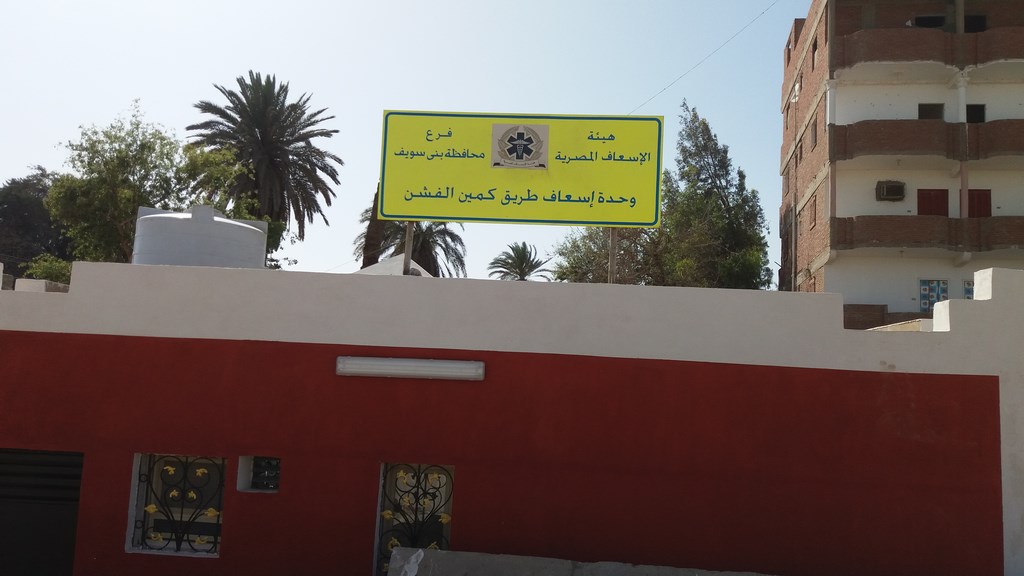 هيئة
الإسعاف المصرية
فرع
محافظة بنى سويف
وحدة إسعاف طريق كمين الفشن